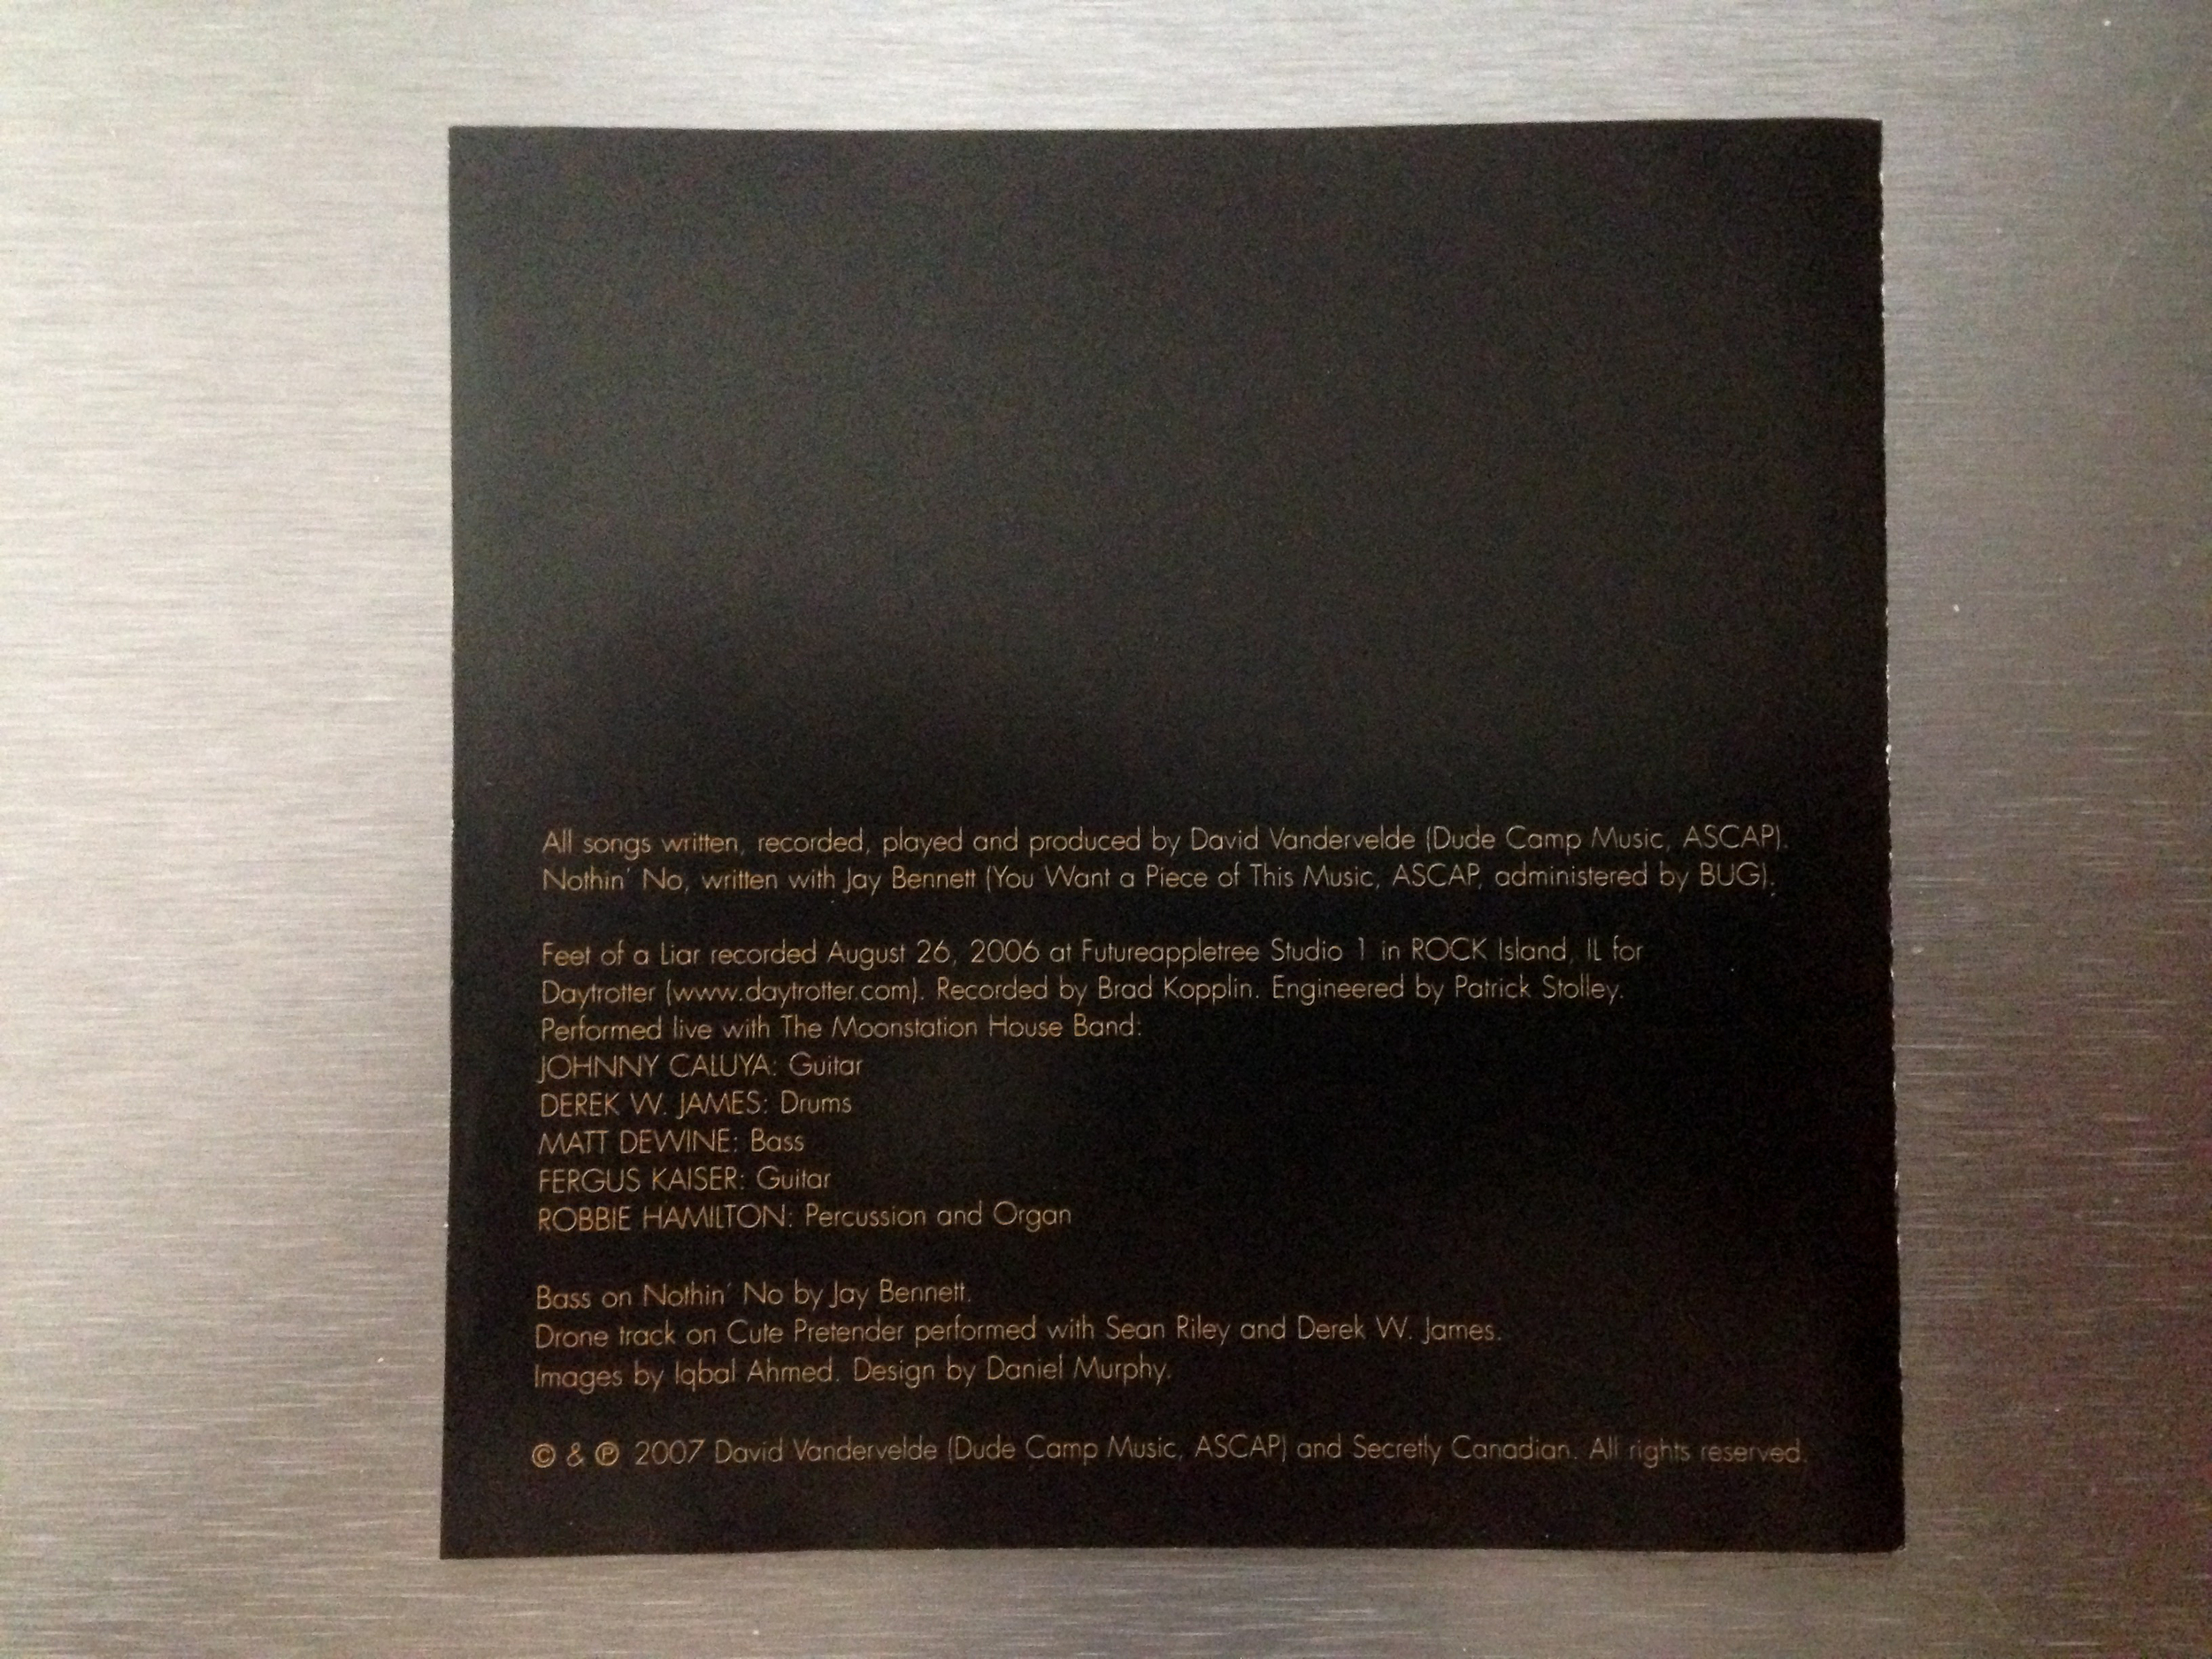 All songs written, recorded, played and produced by David Vandervelde (Dude Camp Music, ASCAP).
Nothin' No, written with Jay Bennett (You Want a Piece of This Music, ASCAP, administered by BUG).
Feet of a Liar recorded August 26, 2006 at Futureappletree Studio 1 in ROCK Island, IL for
Daytrotter (www.daytrotter.com). Recorded by Brad Kopplin. Engineered by Patrick Stolley.
Performed live with The Moonstation House Band:
JOHNNY CALUYA: Guitar
DEREK W. JAMES: Drums
MATT DEWINE: Bass
FERGUS KAISER: Guitar
ROBBIE HAMILTON: Percussion and Organ
Bass on Nothin' No by Jay Bennett.
Drone track on Cute Pretender performed with Sean Riley and Derek W. James.
Images by Iqbal Ahmed. Design by Daniel Murphy.
© & ℗ 2007 David Vandervelde (Dude Camp Music, ASCAP) and Secretly Canadian. All rights reserved.